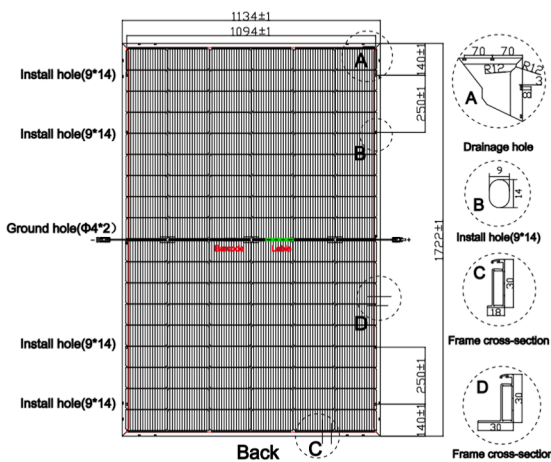 1134±1
1094±1
140±1
250±1
1722±1
250±1
140±1
Install hole(9*14)
Install hole(9*14)
Ground hole(Φ4*2)
Install hole(9*14)
Install hole(9*14)
A
B
D
C
Barcode
Lable
Back
70 70
R12 R12
A
Drainage hole
9
14
B
Install hole(9*14)
C
30
18
Frame cross-section
D
30
30
Frame cross-section